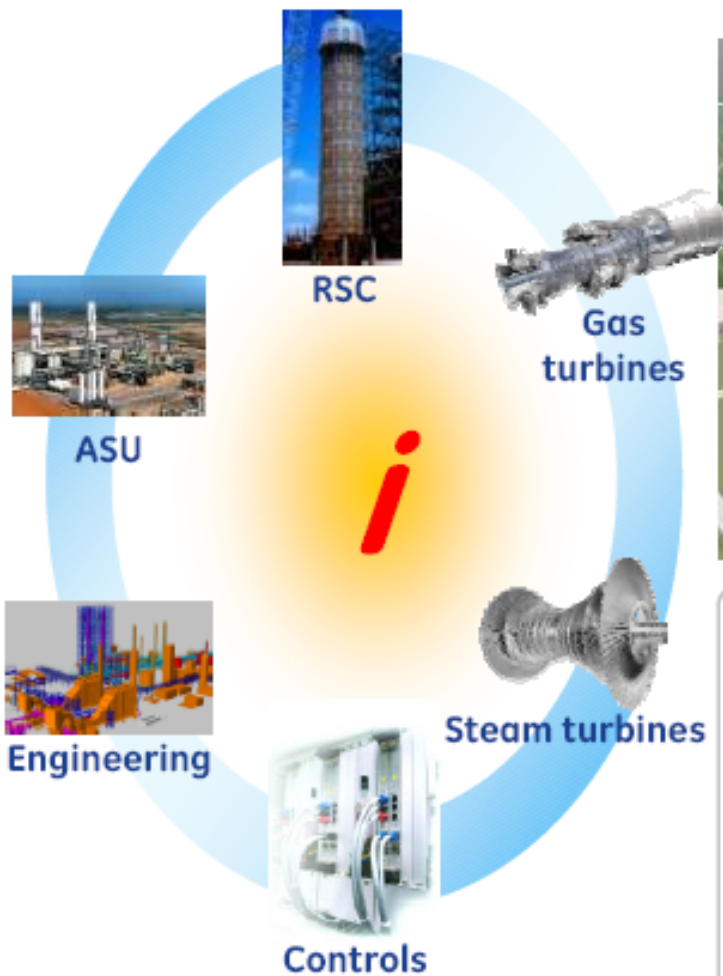 RSC
Gas
turbines
ASU
i
Steam turbines
Engineering
Controls